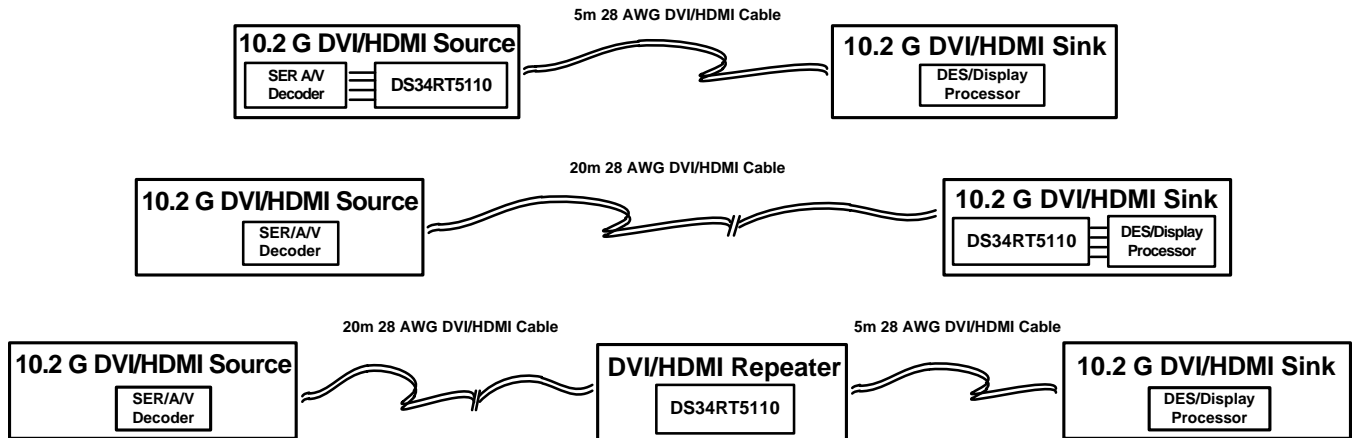 5m 28 AWG DVI/HDMI Cable
10.2 G DVI/HDMI Source
SER A/V
Decoder
DS34RT5110
10.2 G DVI/HDMI Sink
DES/Display
Processor
20m 28 AWG DVI/HDMI Cable
10.2 G DVI/HDMI Source
SER/A/V
Decoder
10.2 G DVI/HDMI Sink
DS34RT5110
DES/Display
Processor
20m 28 AWG DVI/HDMI Cable
5m 28 AWG DVI/HDMI Cable
10.2 G DVI/HDMI Source
SER/A/V
Decoder
DVI/HDMI Repeater
DS34RT5110
10.2 G DVI/HDMI Sink
DES/Display
Processor